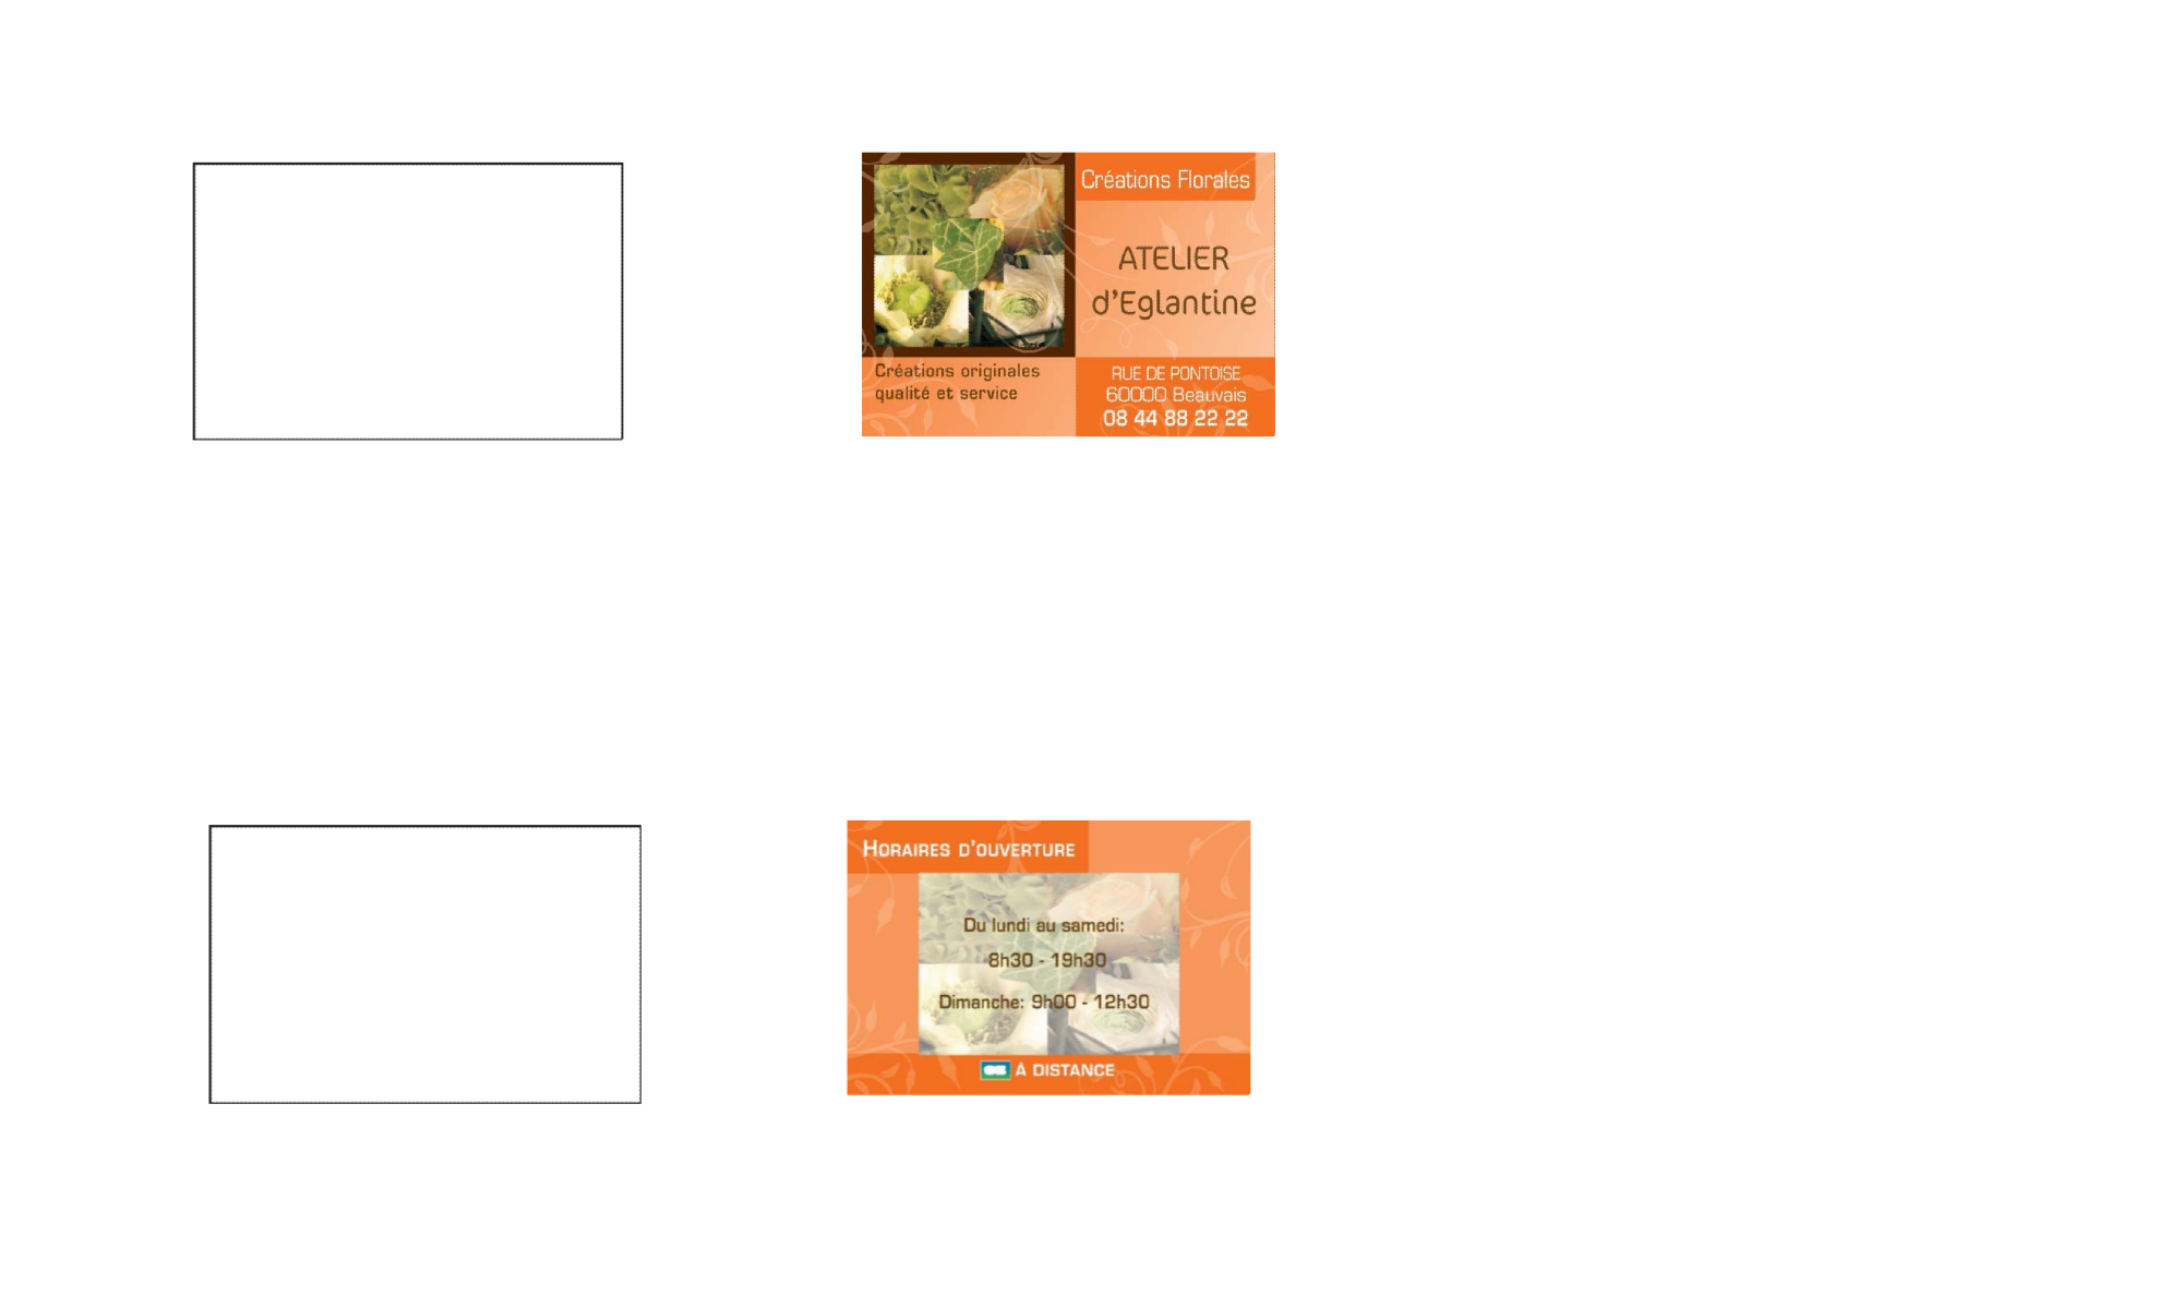 Créations Florales
ATELIER
d'Eglantine
Créations originales
qualité et service
RUE DE PONTOISE
60000 Beauvais
08 44 88 22 22
HORAIRES D'OUVERTURE
Du lundi au samedi:
8h30 - 19h30
Dimanche: 9h00 - 12h30
CB À DISTANCE